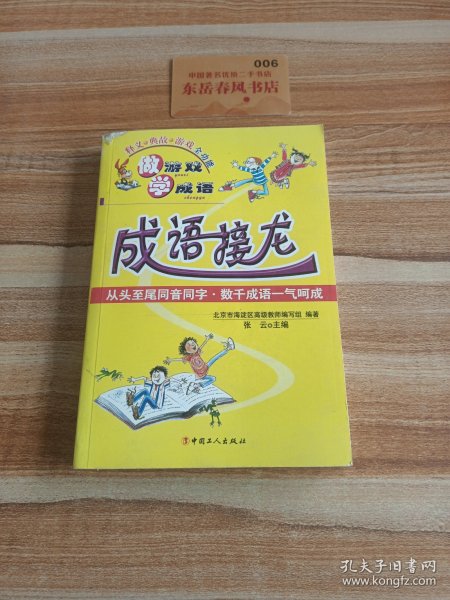 006
中国著名优格二手书店
东岳春风书店
释义+典故+游戏全功能
做游戏
youxi
学成语
chengyu
成语接龙
从头至尾同音同字·数千成语一气呵成
北京市海淀区高级教师编写组 编著
张 云◎主编
中国工人出版社
孔夫子旧书网
www.kongfz.com